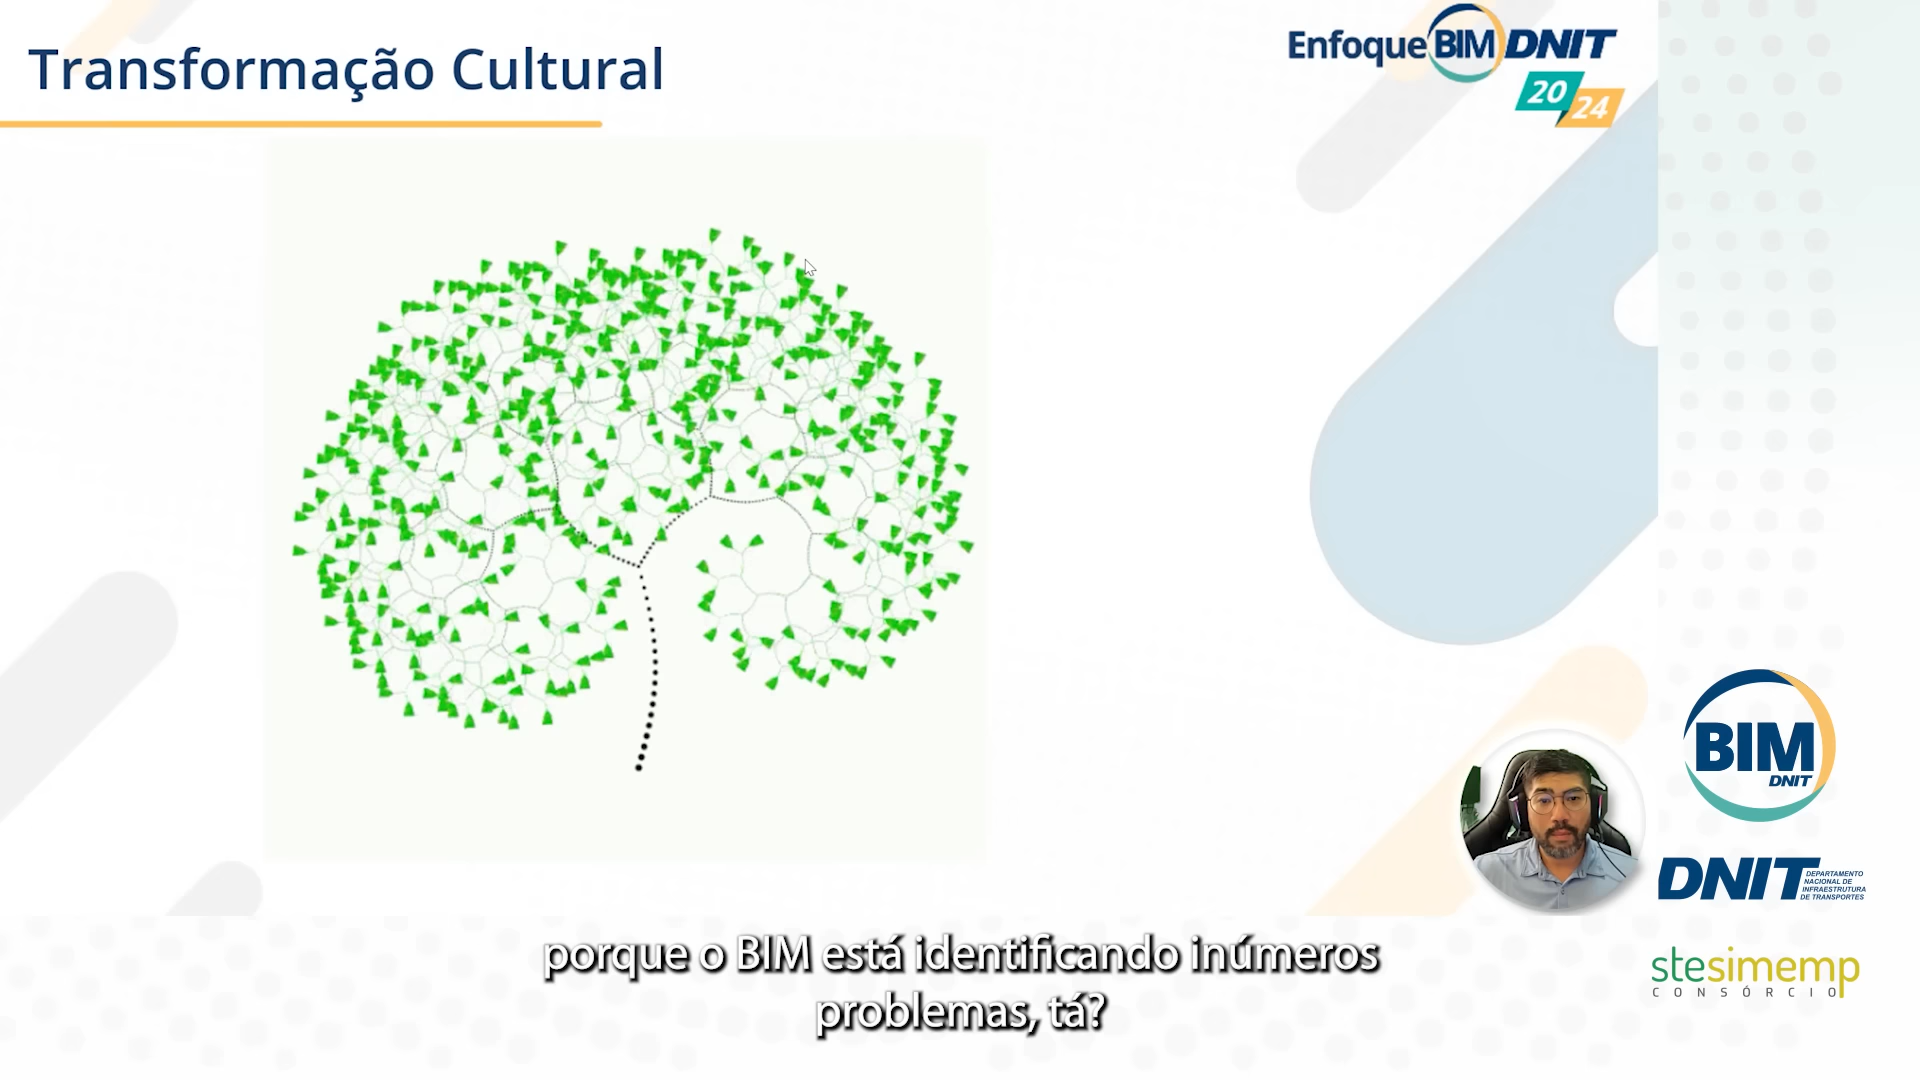 Transformação Cultural
Enfoque BIM DNIT
20
24
BIM
DNIT
DNIT DEPARTAMENTO
NACIONAL DE
INFRAESTRUTURA
DE TRANSPORTES
stesimemp
CONSÓRCIO
porque o BIM está identificando inúmeros
problemas, tá?